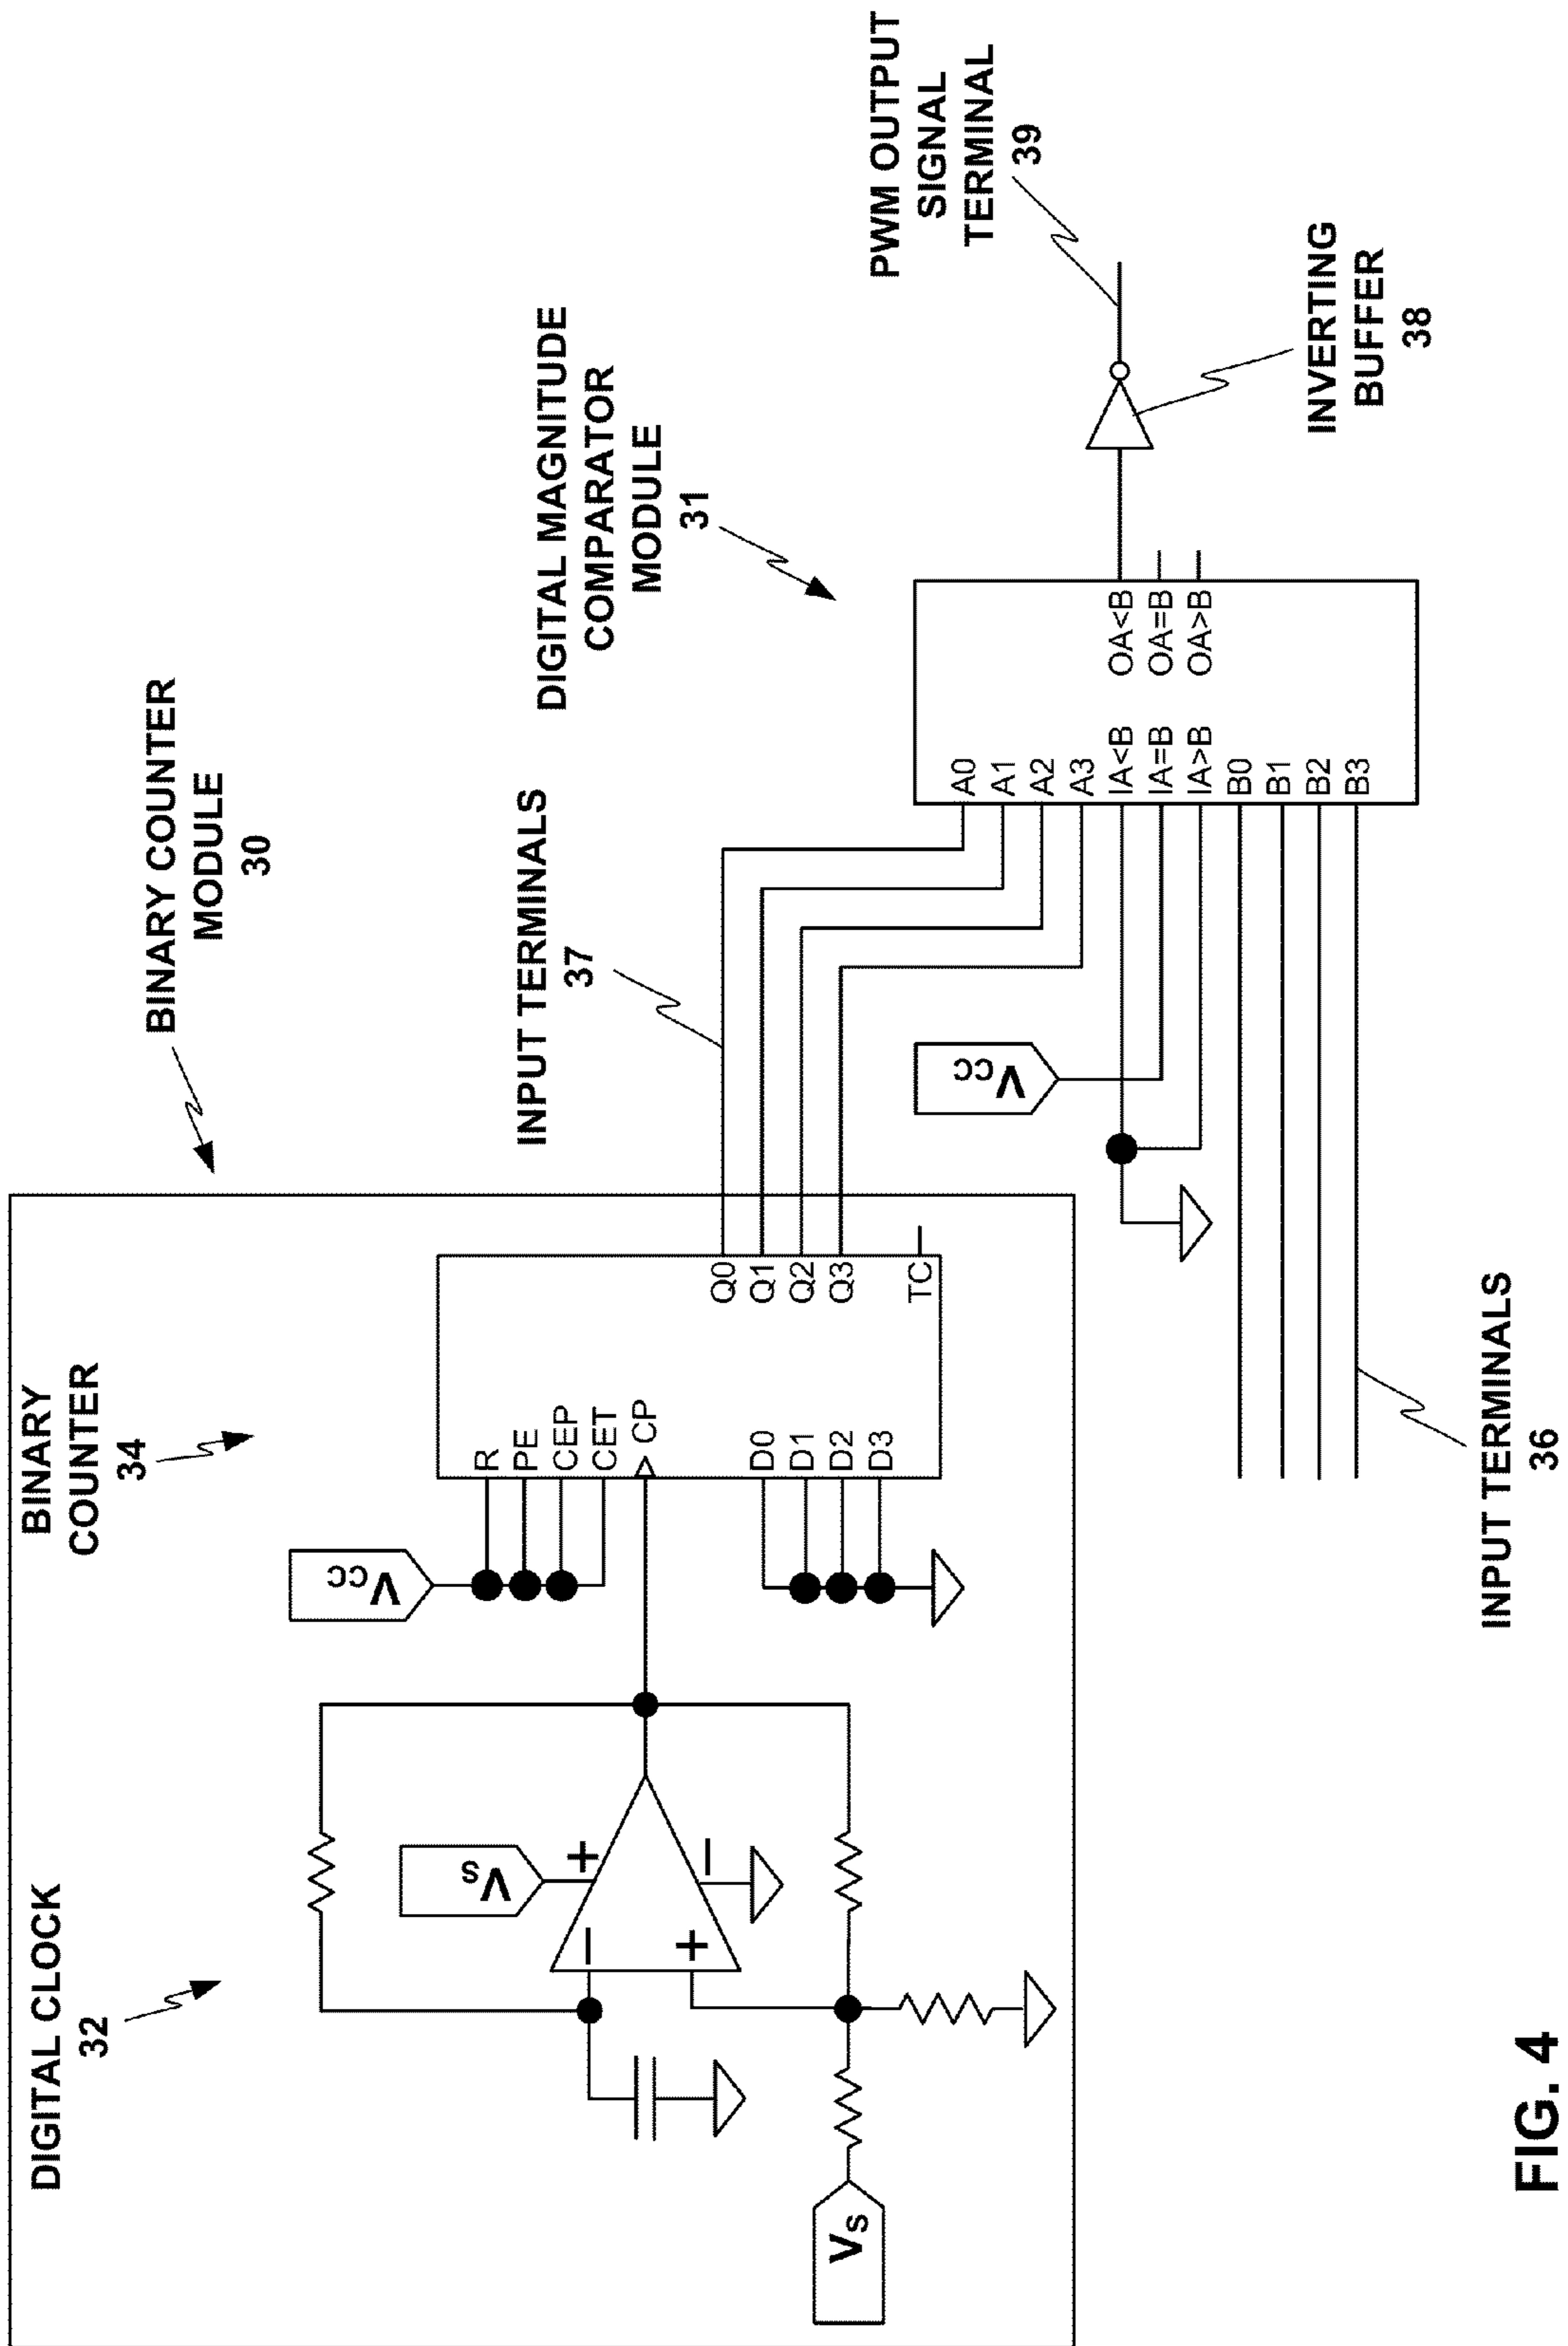 BINARY COUNTER
MODULE
30
DIGITAL CLOCK
32
BINARY
COUNTER
34
VCC
R
PE
CEP
CET
CP
D0
D1
D2
D3
Q0
Q1
Q2
Q3
TC
VS
+
−
−
+
VS
INPUT TERMINALS
37
VCC
DIGITAL MAGNITUDE
COMPARATOR
MODULE
31
A0
A1
A2
A3
IA<B
IA=B
IA>B
B0
B1
B2
B3
OA<B
OA=B
OA>B
PWM OUTPUT
SIGNAL
TERMINAL
39
INVERTING
BUFFER
38
INPUT TERMINALS
36
FIG. 4